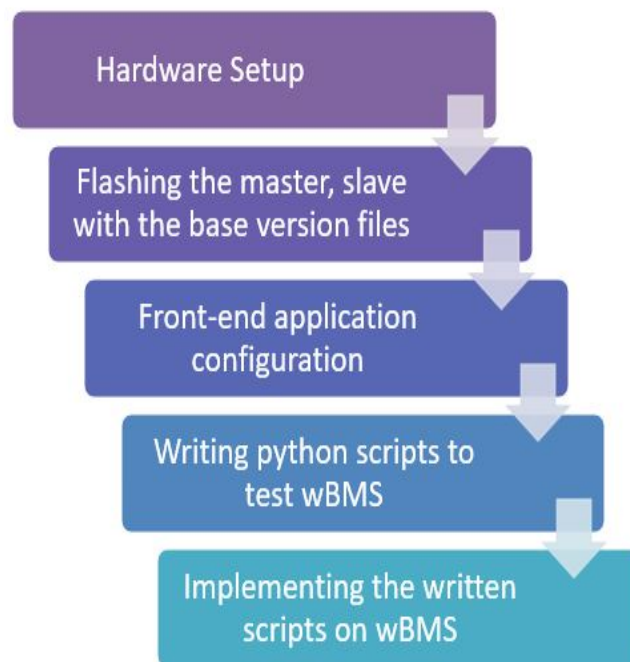 Hardware Setup
Flashing the master, slave
with the base version files
Front-end application
configuration
Writing python scripts to
test wBMS
Implementing the written
scripts on wBMS